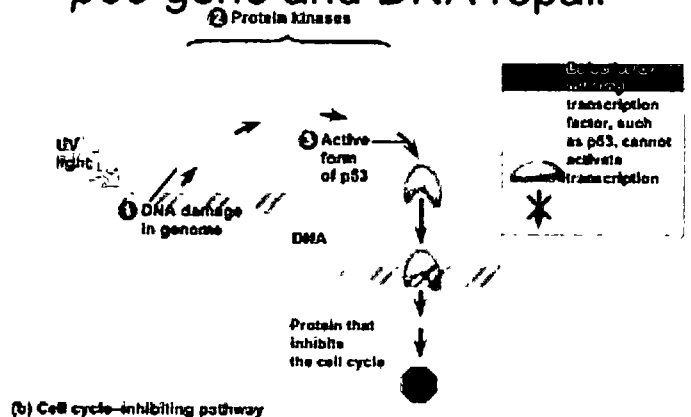 p53 gene and DNA repair.
② Protein kinases
UV
light
③ Active
form
of p53
① DNA damage
in genome
DNA
Protein that
inhibits
the cell cycle
(b) Cell cycle–inhibiting pathway
missing
transcription
factor, such
as p53, cannot
activate
transcription